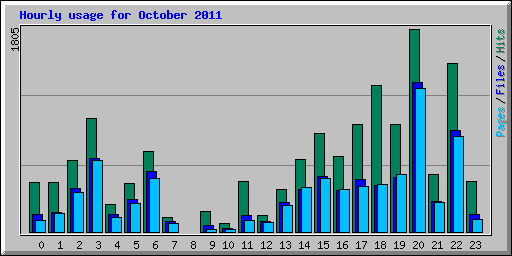 Hourly usage for October 2011
1805
Pages / Files / Hits
0 1 2 3 4 5 6 7 8 9 10 11 12 13 14 15 16 17 18 19 20 21 22 23